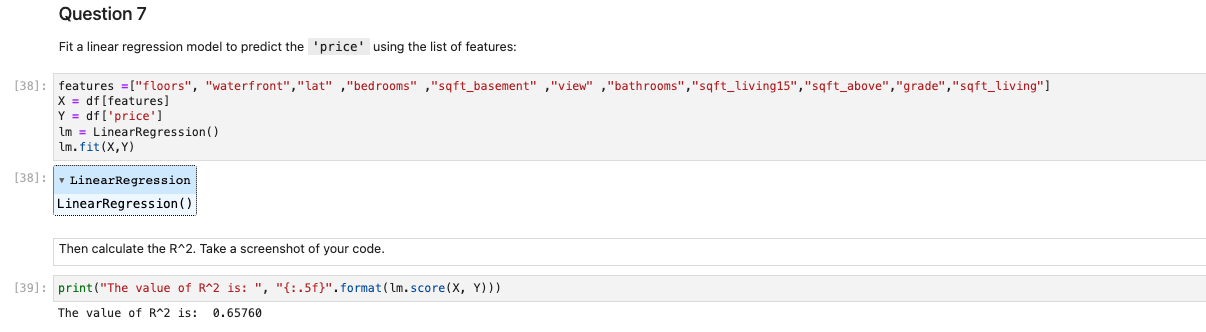 Question 7
Fit a linear regression model to predict the 'price' using the list of features:
[38]: features =["floors", "waterfront","lat" ,"bedrooms" ,"sqft_basement" ,"view" ,"bathrooms","sqft_living15","sqft_above","grade","sqft_living"]
X = df[features]
Y = df['price']
lm = LinearRegression()
lm.fit(X,Y)
[38]: ▾ LinearRegression
LinearRegression()
Then calculate the R^2. Take a screenshot of your code.
[39]: print("The value of R^2 is: ", "{:.5f}".format(lm.score(X, Y)))
The value of R^2 is:  0.65760